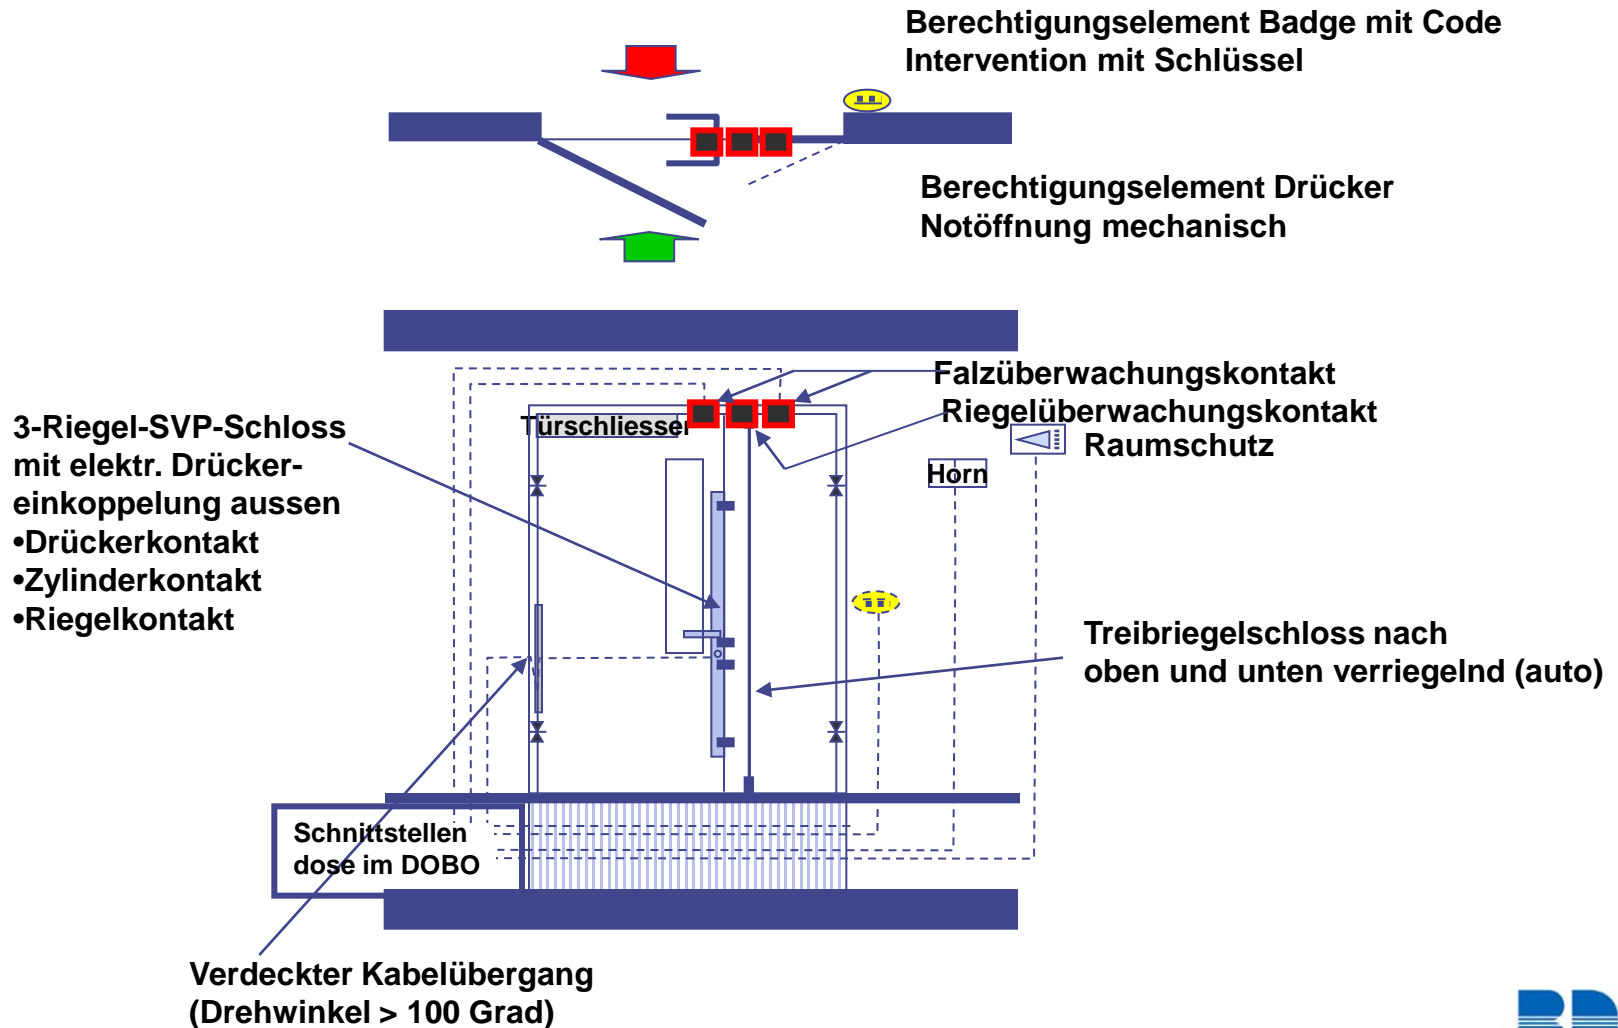 Berechtigungselement Badge mit Code
Intervention mit Schlüssel
Berechtigungselement Drücker
Notöffnung mechanisch
Falzüberwachungskontakt
Riegelüberwachungskontakt
Türschliesser
3-Riegel-SVP-Schloss
mit elektr. Drücker-
einkoppelung aussen
•Drückerkontakt
•Zylinderkontakt
•Riegelkontakt
Raumschutz
Horn
Treibriegelschloss nach
oben und unten verriegelnd (auto)
Schnittstellen
dose im DOBO
Verdeckter Kabelübergang
(Drehwinkel > 100 Grad)